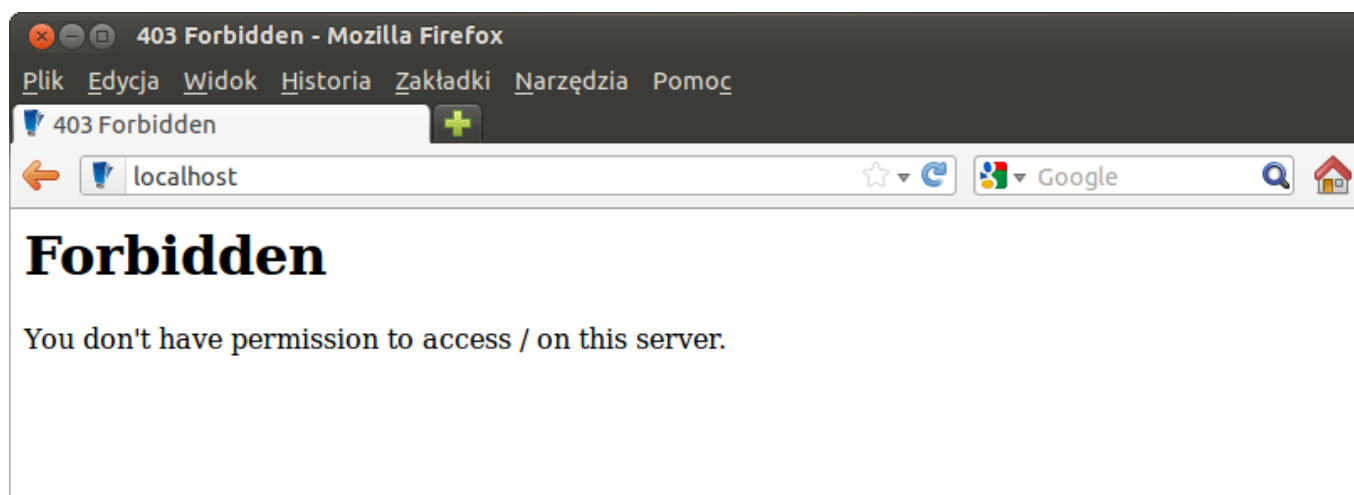 403 Forbidden - Mozilla Firefox
Plik Edycja Widok Historia Zakładki Narzędzia Pomoc
403 Forbidden
localhost Google
Forbidden
You don't have permission to access / on this server.